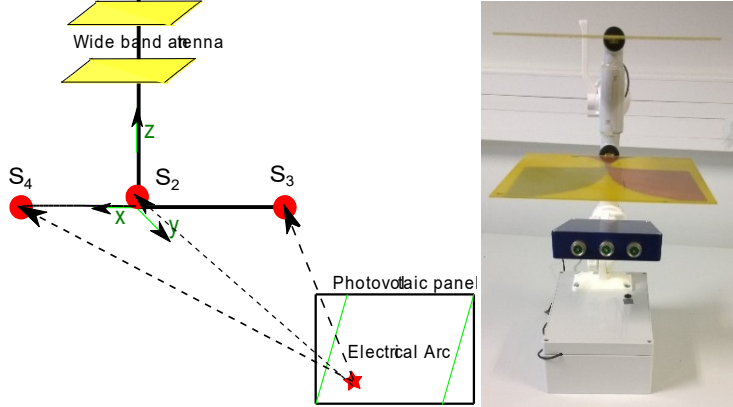 Wide band antenna
z
S4
S2
S3
x
y
Photovoltaic panel
Electrical Arc